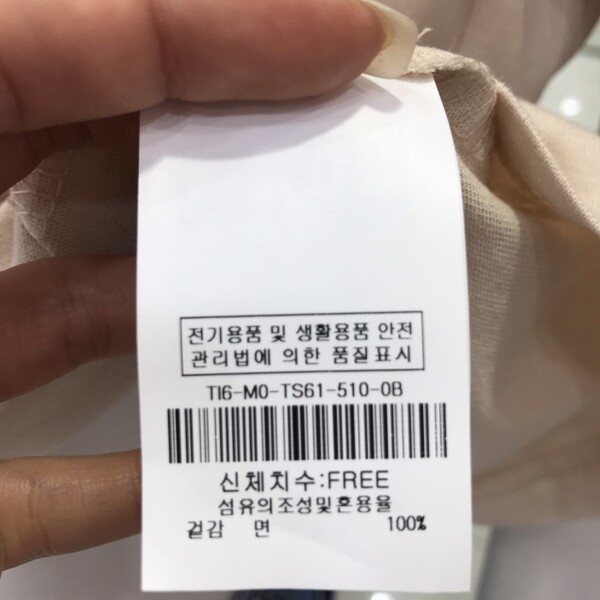 전기용품 및 생활용품 안전
관리법에 의한 품질표시
TI6-M0-TS61-510-0B
신체치수:FREE
섬유의조성및혼용율
겉감 면 100%